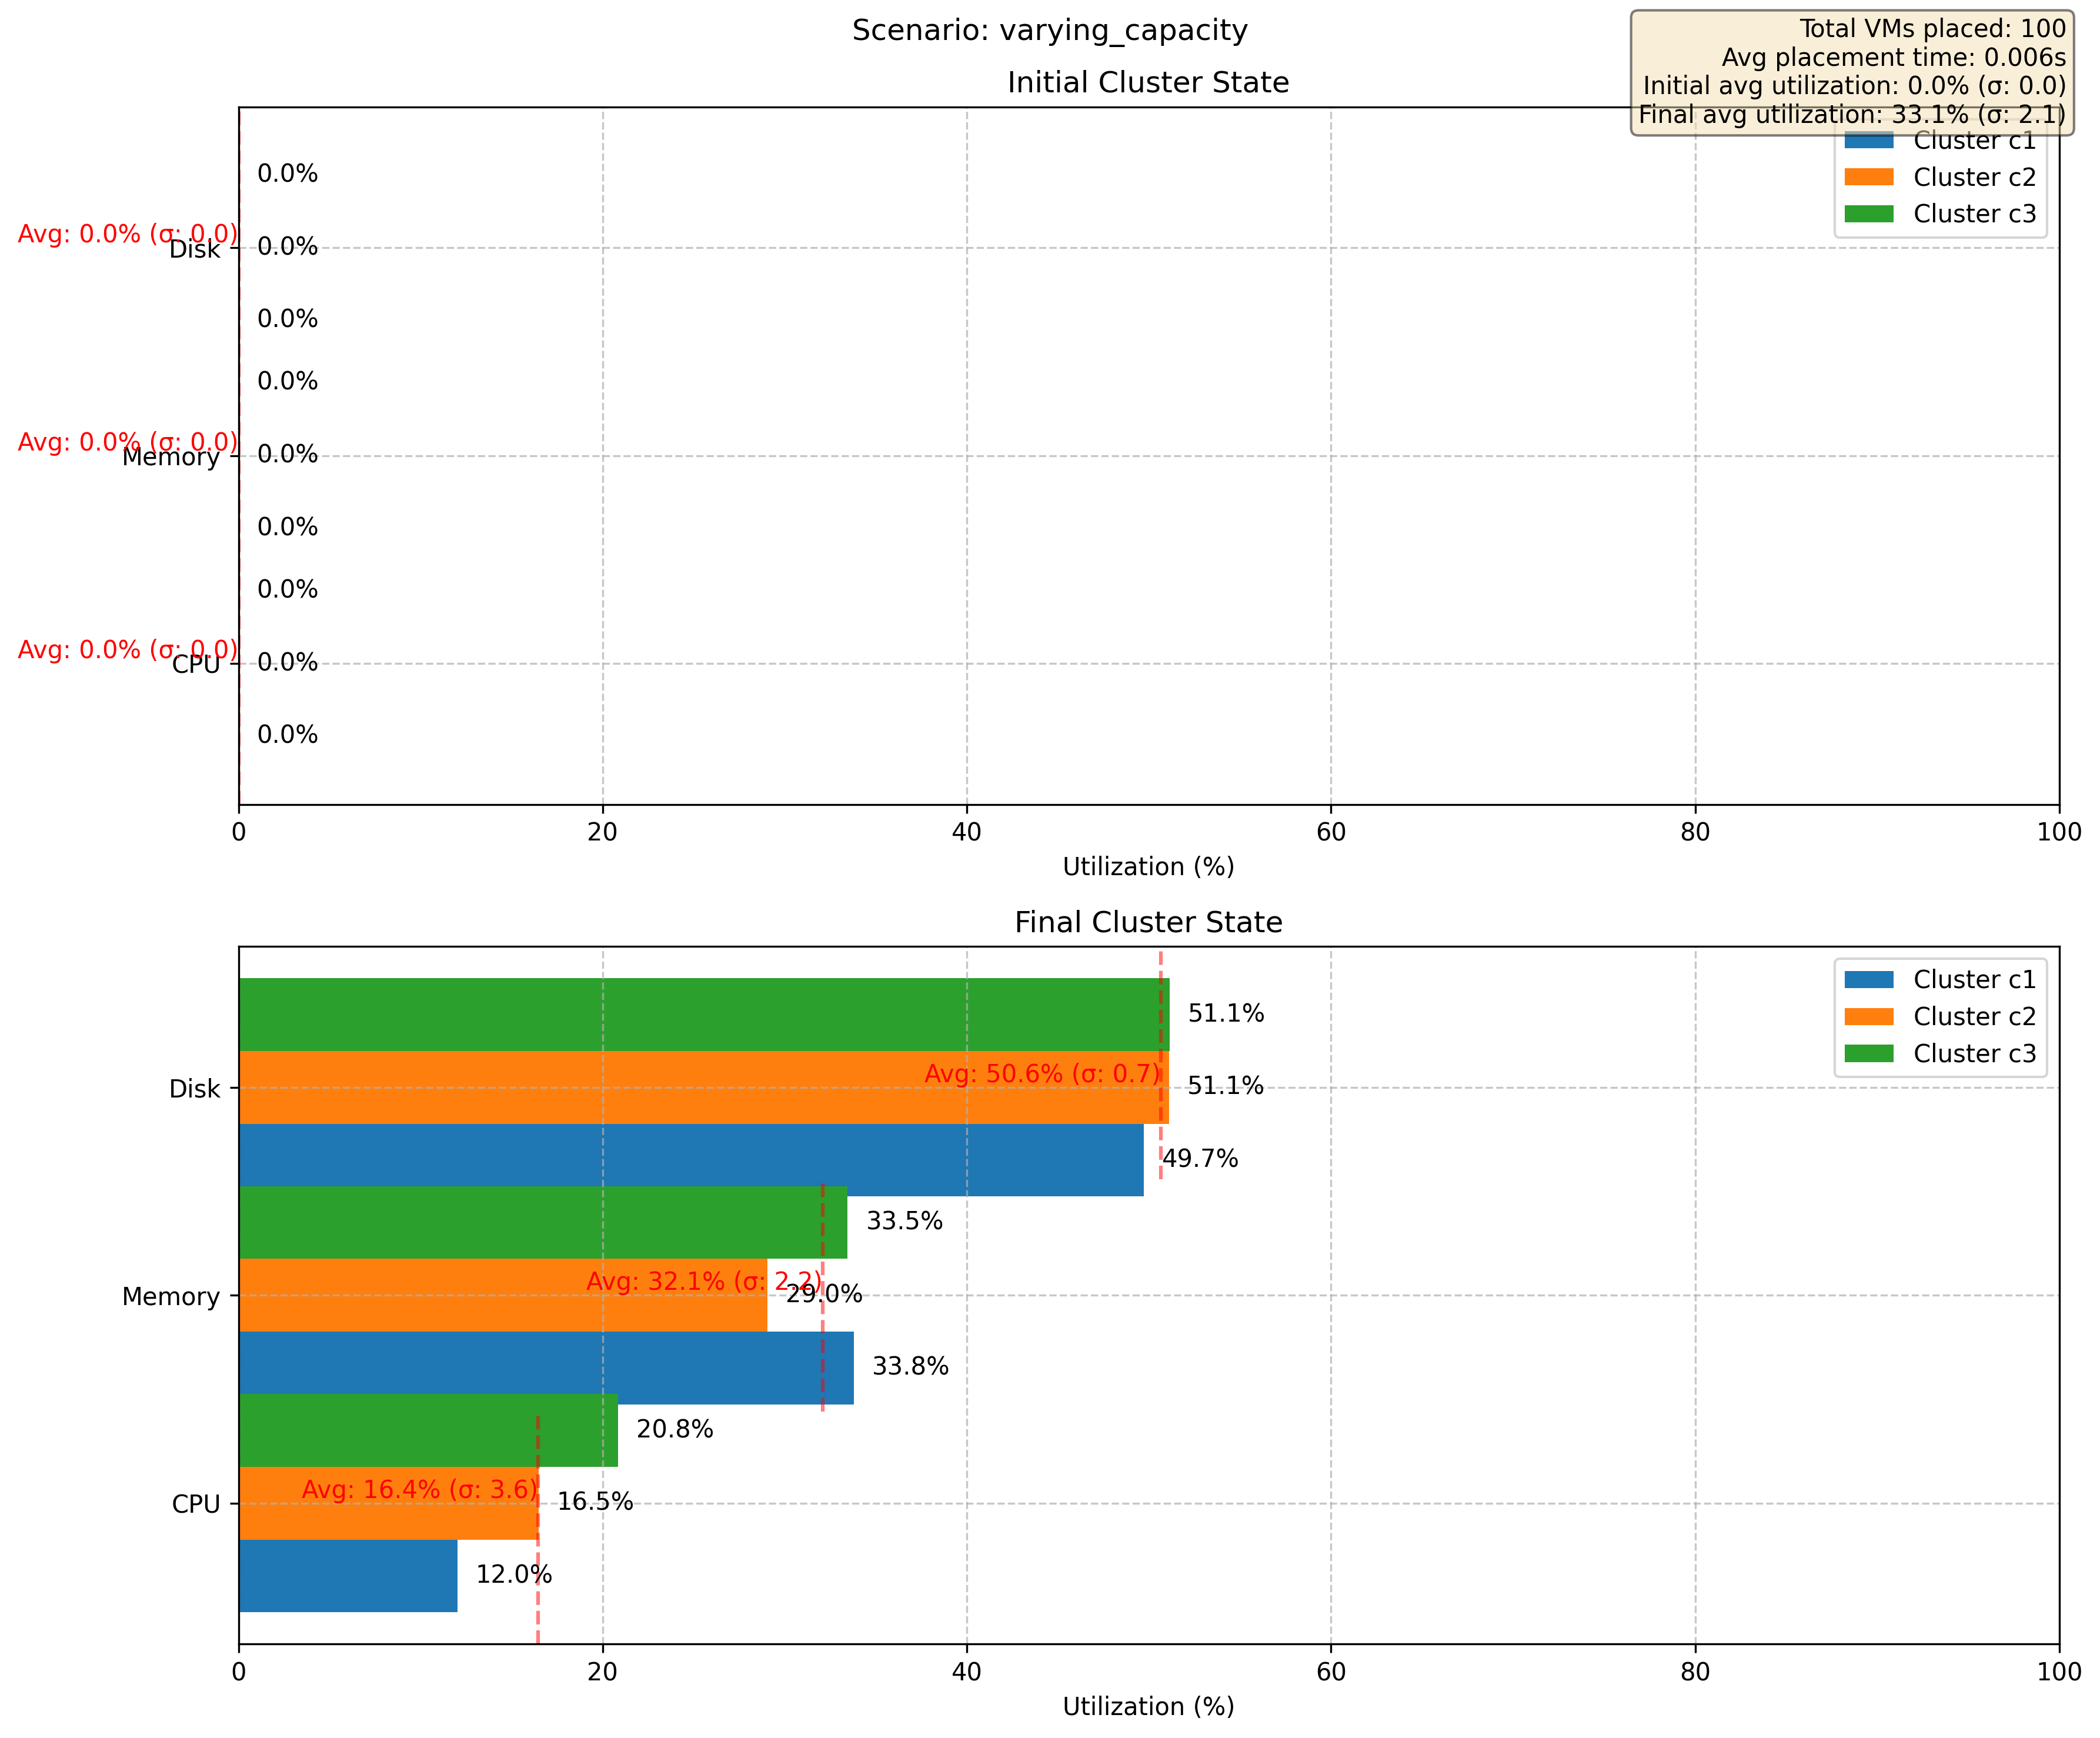 Scenario: varying_capacity
Total VMs placed: 100
Avg placement time: 0.006s
Initial avg utilization: 0.0% (σ: 0.0)
Final avg utilization: 33.1% (σ: 2.1)
Initial Cluster State
Cluster c1
Cluster c2
Cluster c3
0.0%
Avg: 0.0% (σ: 0.0)
Disk
0.0%
0.0%
0.0%
Avg: 0.0% (σ: 0.0)
Memory
0.0%
0.0%
0.0%
Avg: 0.0% (σ: 0.0)
CPU
0.0%
0.0%
0
20
40
60
80
100
Utilization (%)
Final Cluster State
Cluster c1
Cluster c2
Cluster c3
51.1%
Avg: 50.6% (σ: 0.7)
Disk
51.1%
49.7%
33.5%
Avg: 32.1% (σ: 2.2)
Memory
29.0%
33.8%
20.8%
Avg: 16.4% (σ: 3.6)
CPU
16.5%
12.0%
0
20
40
60
80
100
Utilization (%)